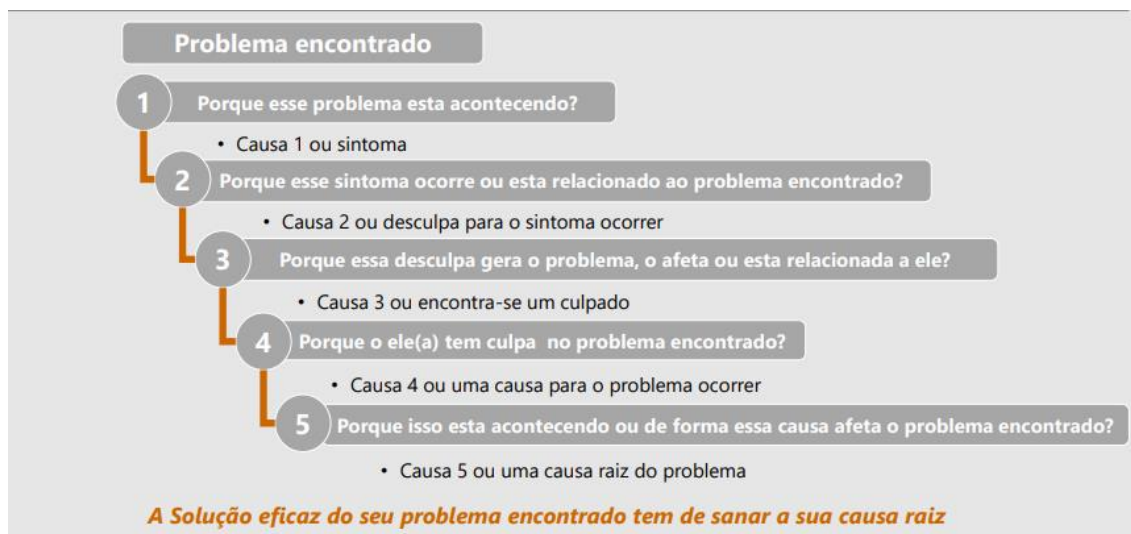 Problema encontrado
1 Porque esse problema esta acontecendo?
• Causa 1 ou sintoma
2 Porque esse sintoma ocorre ou esta relacionado ao problema encontrado?
• Causa 2 ou desculpa para o sintoma ocorrer
3 Porque essa desculpa gera o problema, o afeta ou esta relacionada a ele?
• Causa 3 ou encontra-se um culpado
4 Porque o ele(a) tem culpa no problema encontrado?
• Causa 4 ou uma causa para o problema ocorrer
5 Porque isso esta acontecendo ou de forma essa causa afeta o problema encontrado?
• Causa 5 ou uma causa raiz do problema
A Solução eficaz do seu problema encontrado tem de sanar a sua causa raiz